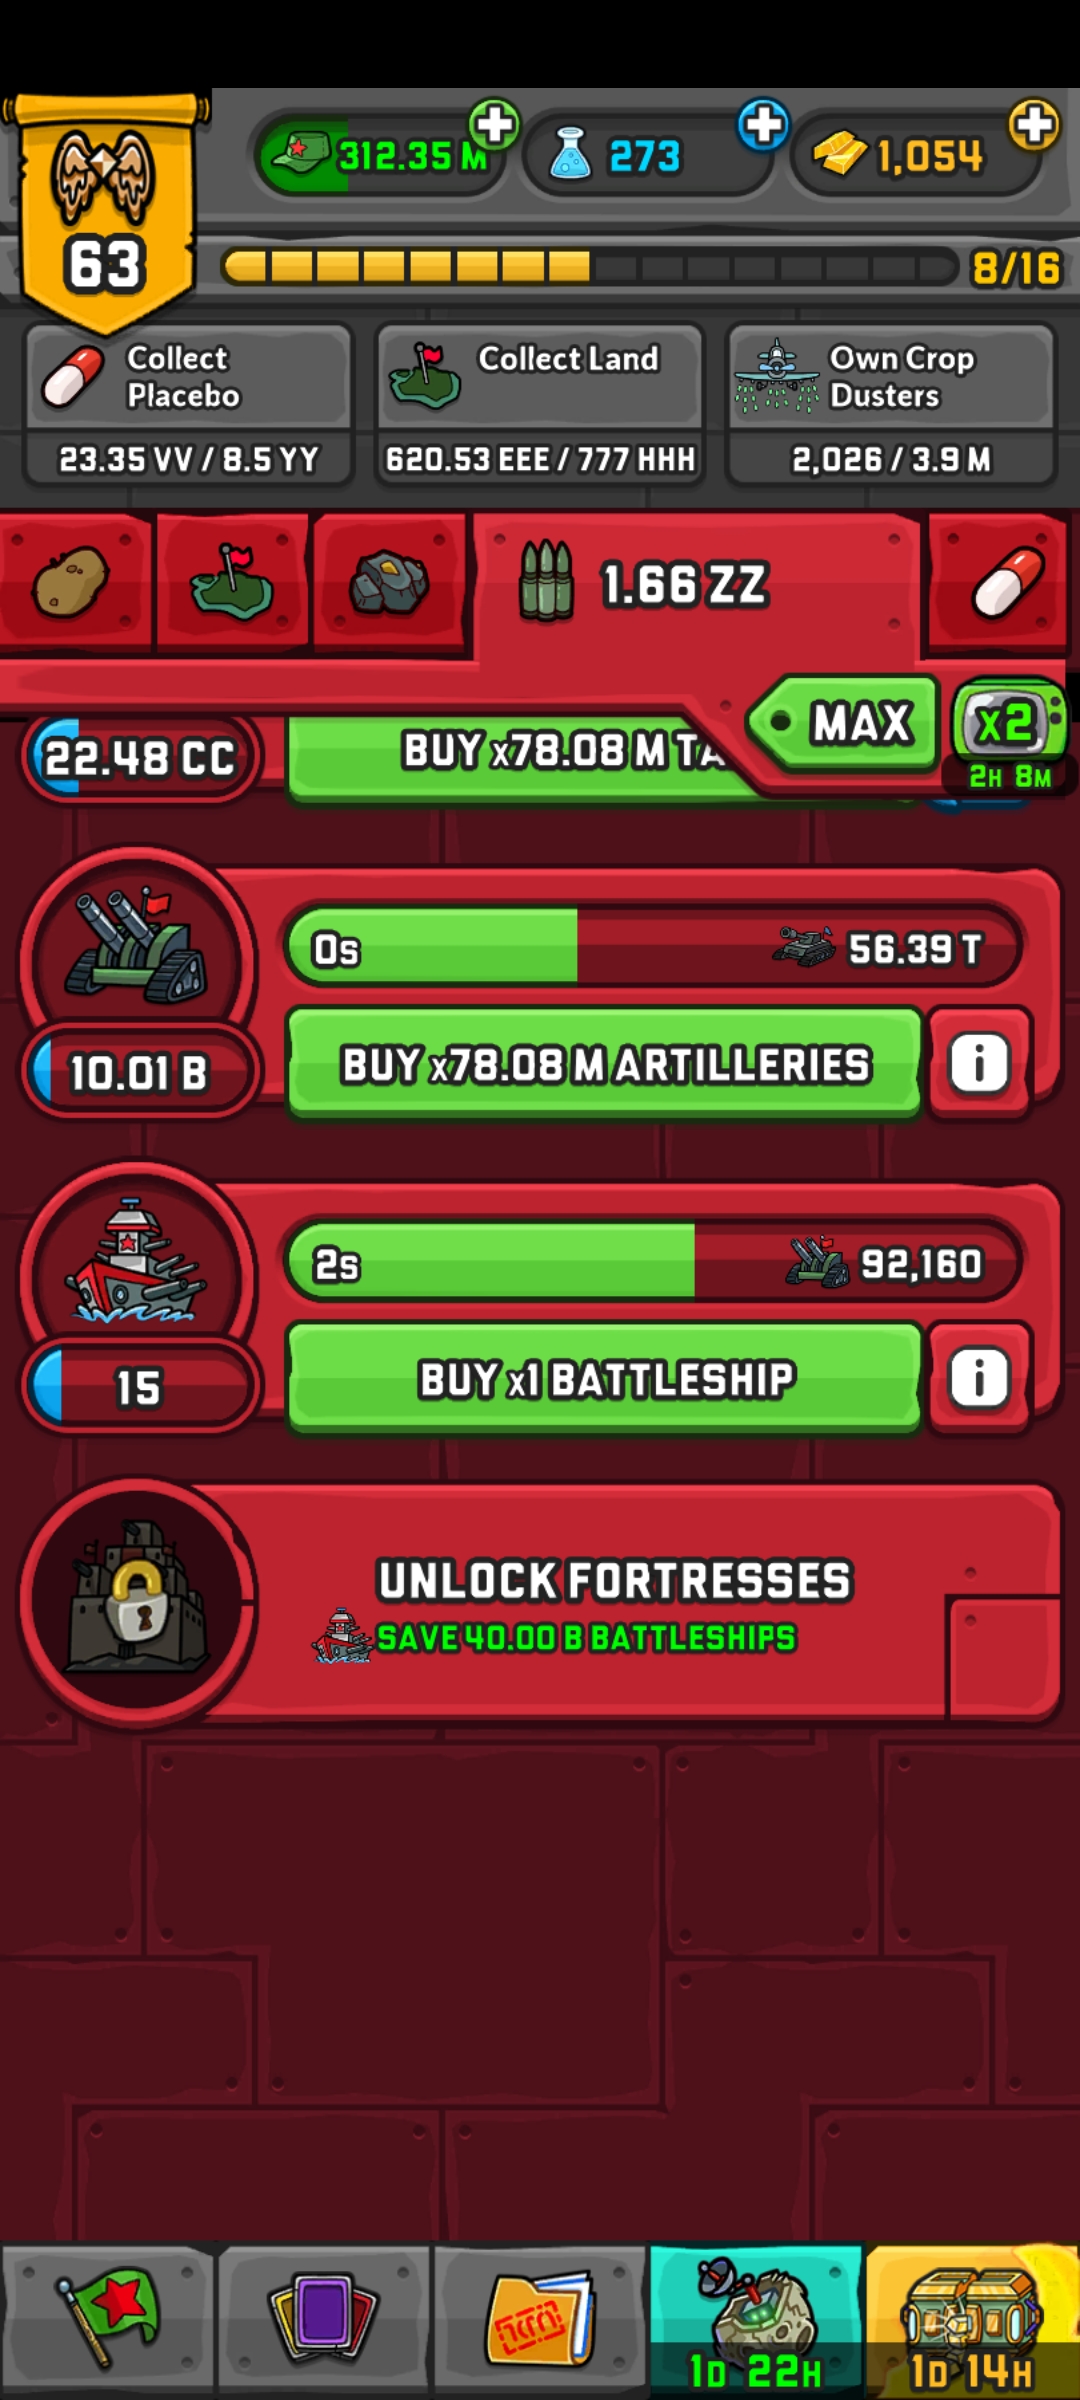 312.35 M
273
1,054
63
8/16
Collect
Placebo
23.35 VV / 8.5 YY
Collect Land
620.53 EEE / 777 HHH
Own Crop
Dusters
2,026 / 3.9 M
1.66 ZZ
MAX
x2
2H 8M
22.48 CC
BUY x78.08 M TA
0s
56.39 T
10.01 B
BUY x78.08 M ARTILLERIES
i
2s
92,160
15
BUY x1 BATTLESHIP
i
UNLOCK FORTRESSES
SAVE 40.00 B BATTLESHIPS
1D 22H
1D 14H